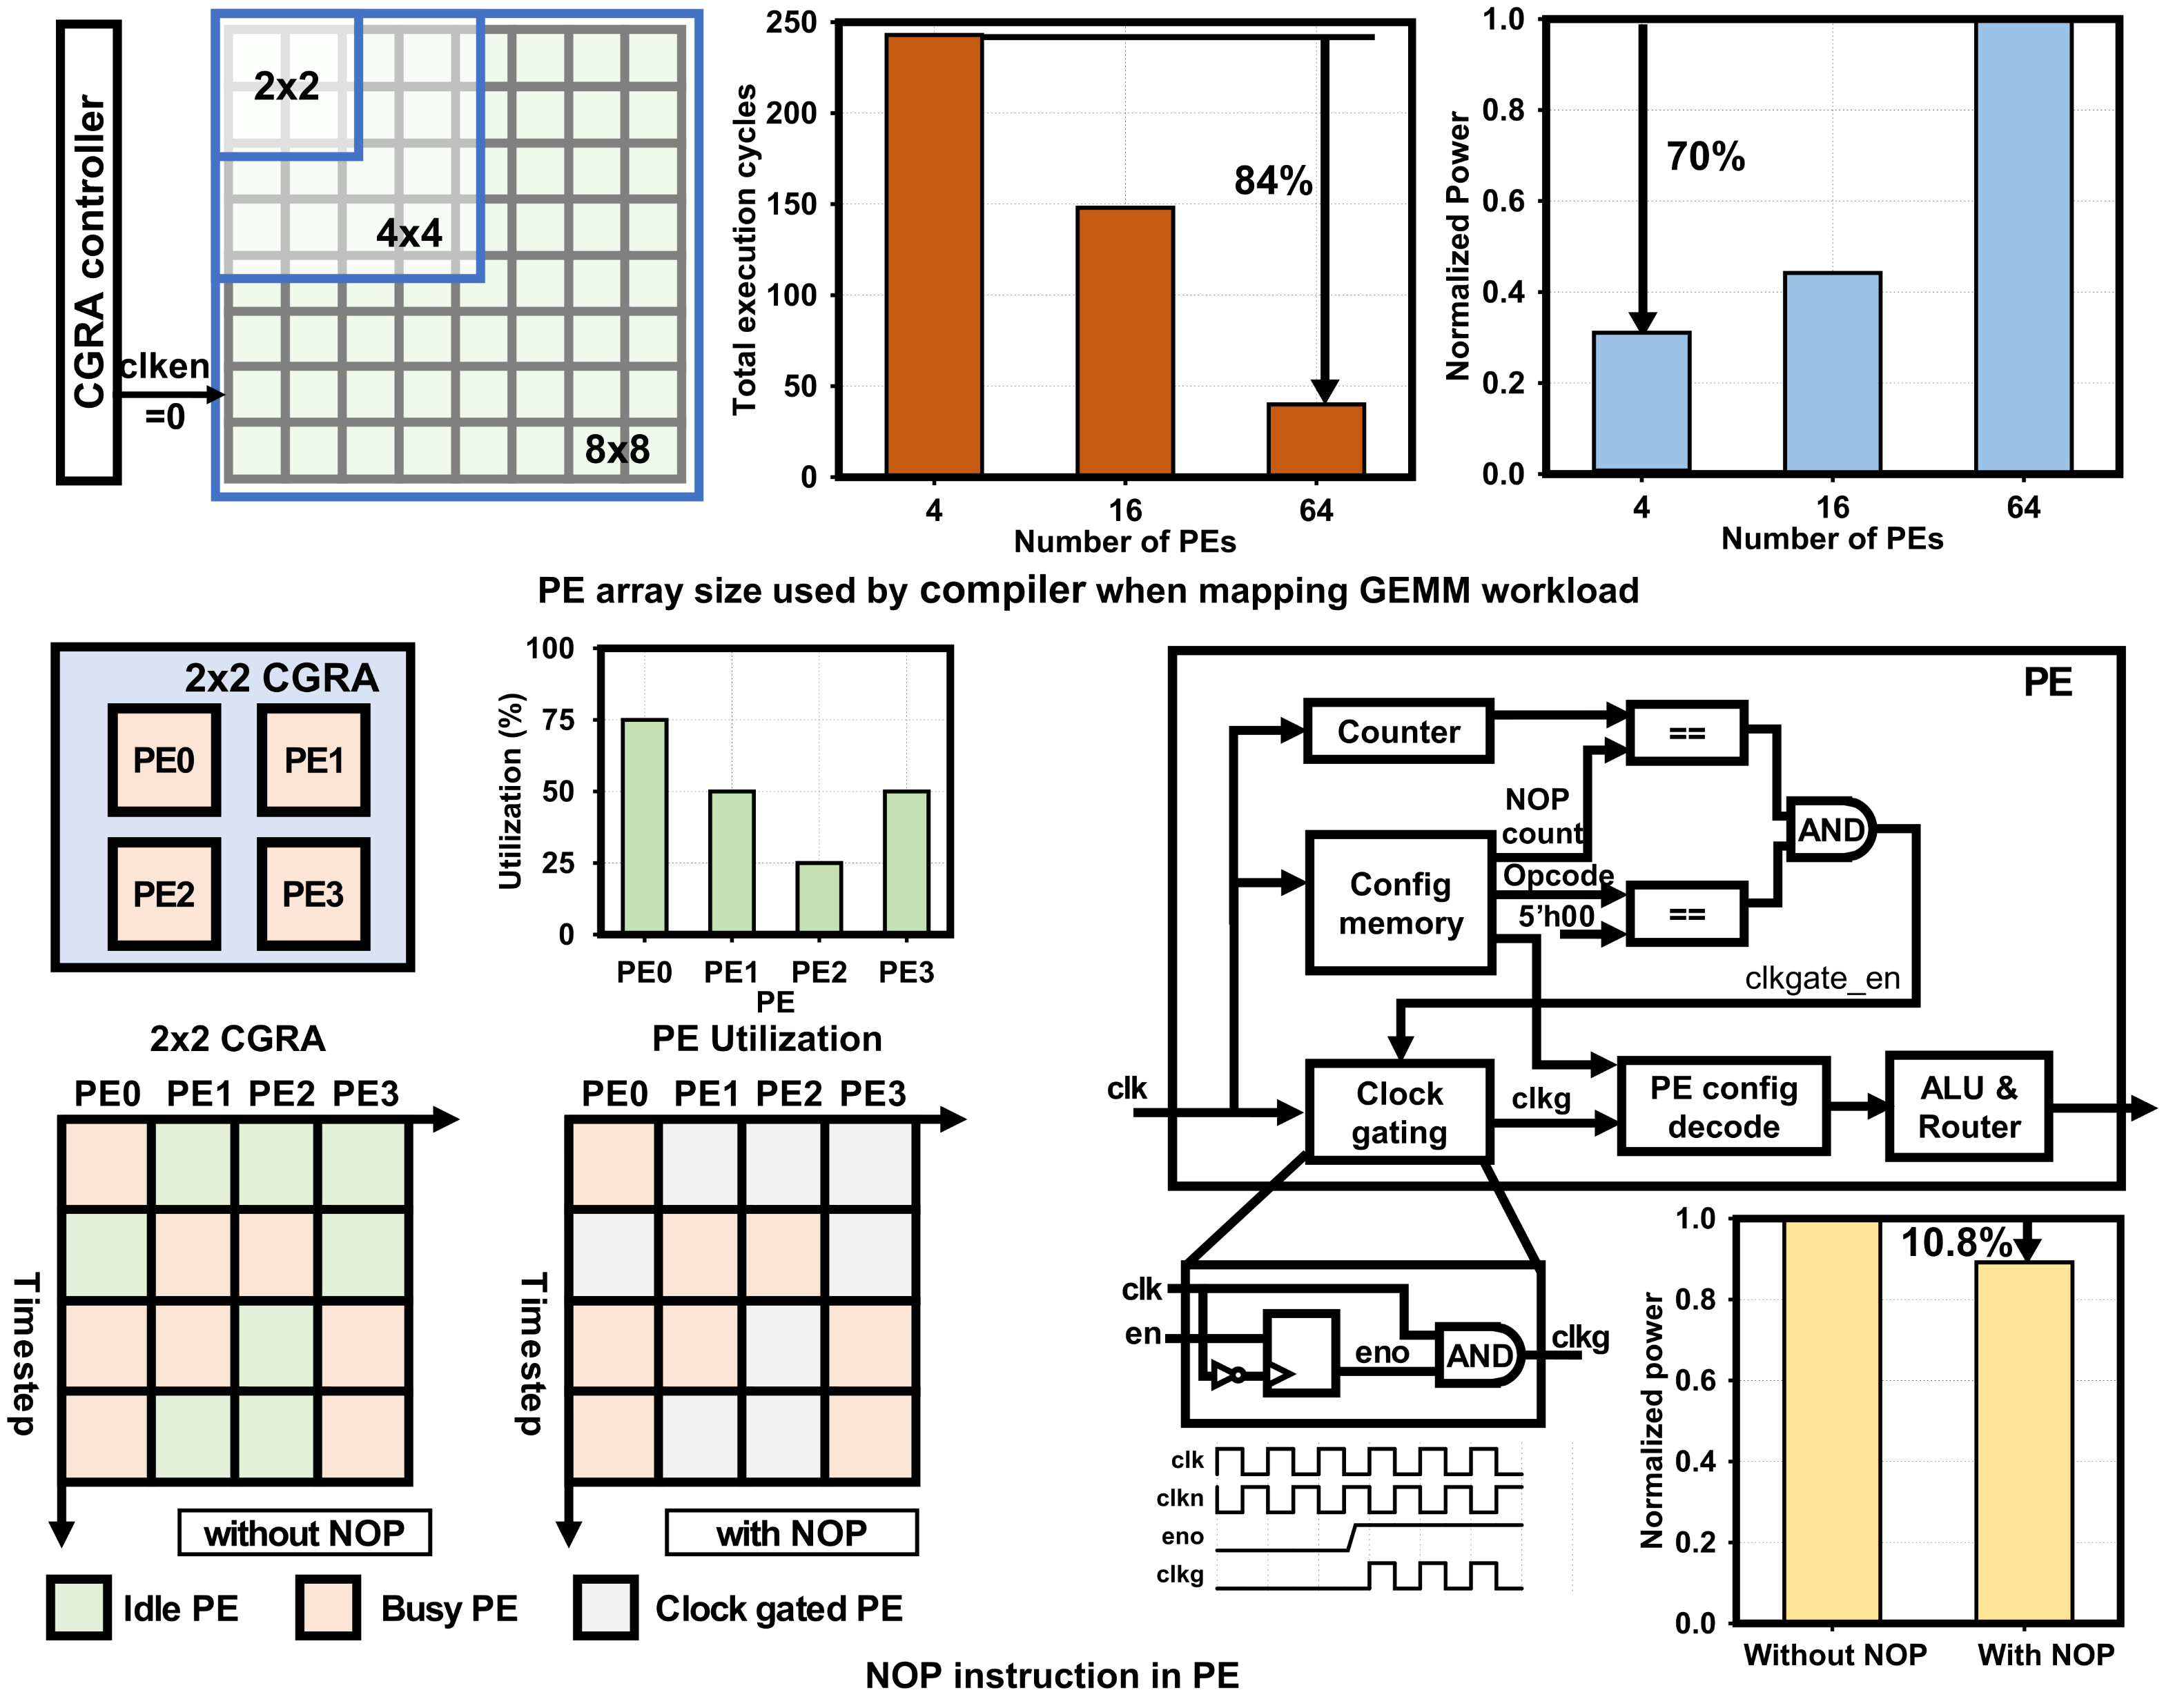 CGRA controller
clken
=0
2x2
4x4
8x8
Total execution cycles
250
200
150
100
50
0
84%
4 16 64
Number of PEs
Normalized Power
1.0
0.8
0.6
0.4
0.2
0.0
70%
4 16 64
Number of PEs
PE array size used by compiler when mapping GEMM workload
2x2 CGRA
PE0 PE1
PE2 PE3
2x2 CGRA
Utilization (%)
100
75
50
25
0
PE0 PE1 PE2 PE3
PE
PE Utilization
PE
Counter
==
NOP
count
AND
Config
memory
Opcode
5'h00
==
clkgate_en
clk
Clock
gating
clkg
PE config
decode
ALU &
Router
PE0 PE1 PE2 PE3
Timestep
without NOP
PE0 PE1 PE2 PE3
Timestep
with NOP
Idle PE
Busy PE
Clock gated PE
clk
en
eno
AND
clkg
clk
clkn
eno
clkg
Normalized power
1.0
0.8
0.6
0.4
0.2
0.0
10.8%
Without NOP With NOP
NOP instruction in PE